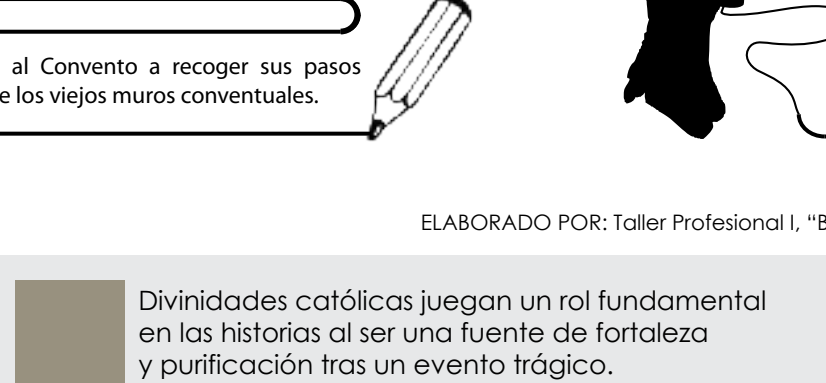 al Convento a recoger sus pasos
e los viejos muros conventuales.
ELABORADO POR: Taller Profesional I, “B
Divinidades católicas juegan un rol fundamental
en las historias al ser una fuente de fortaleza
y purificación tras un evento trágico.